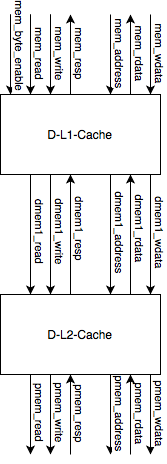 mem_byte_enable
mem_read
mem_write
mem_resp
mem_address
mem_rdata
mem_wdata
D-L1-Cache
dmem1_read
dmem1_write
dmem1_resp
dmem1_address
dmem1_rdata
dmem1_wdata
D-L2-Cache
pmem_read
pmem_write
pmem_resp
pmem_address
pmem_rdata
pmem_wdata